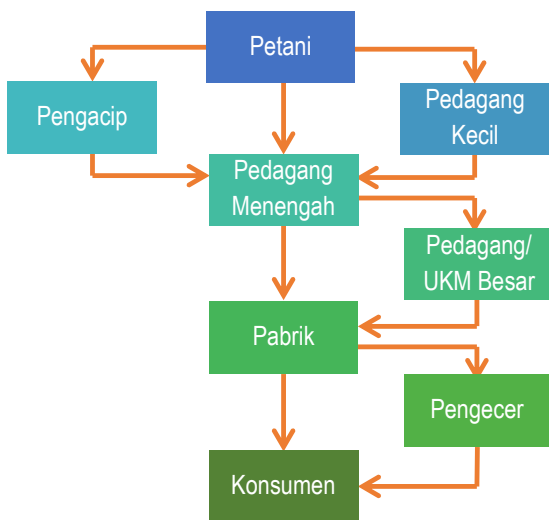 Petani
Pengacip
Pedagang
Kecil
Pedagang
Menengah
Pedagang/
UKM Besar
Pabrik
Pengecer
Konsumen